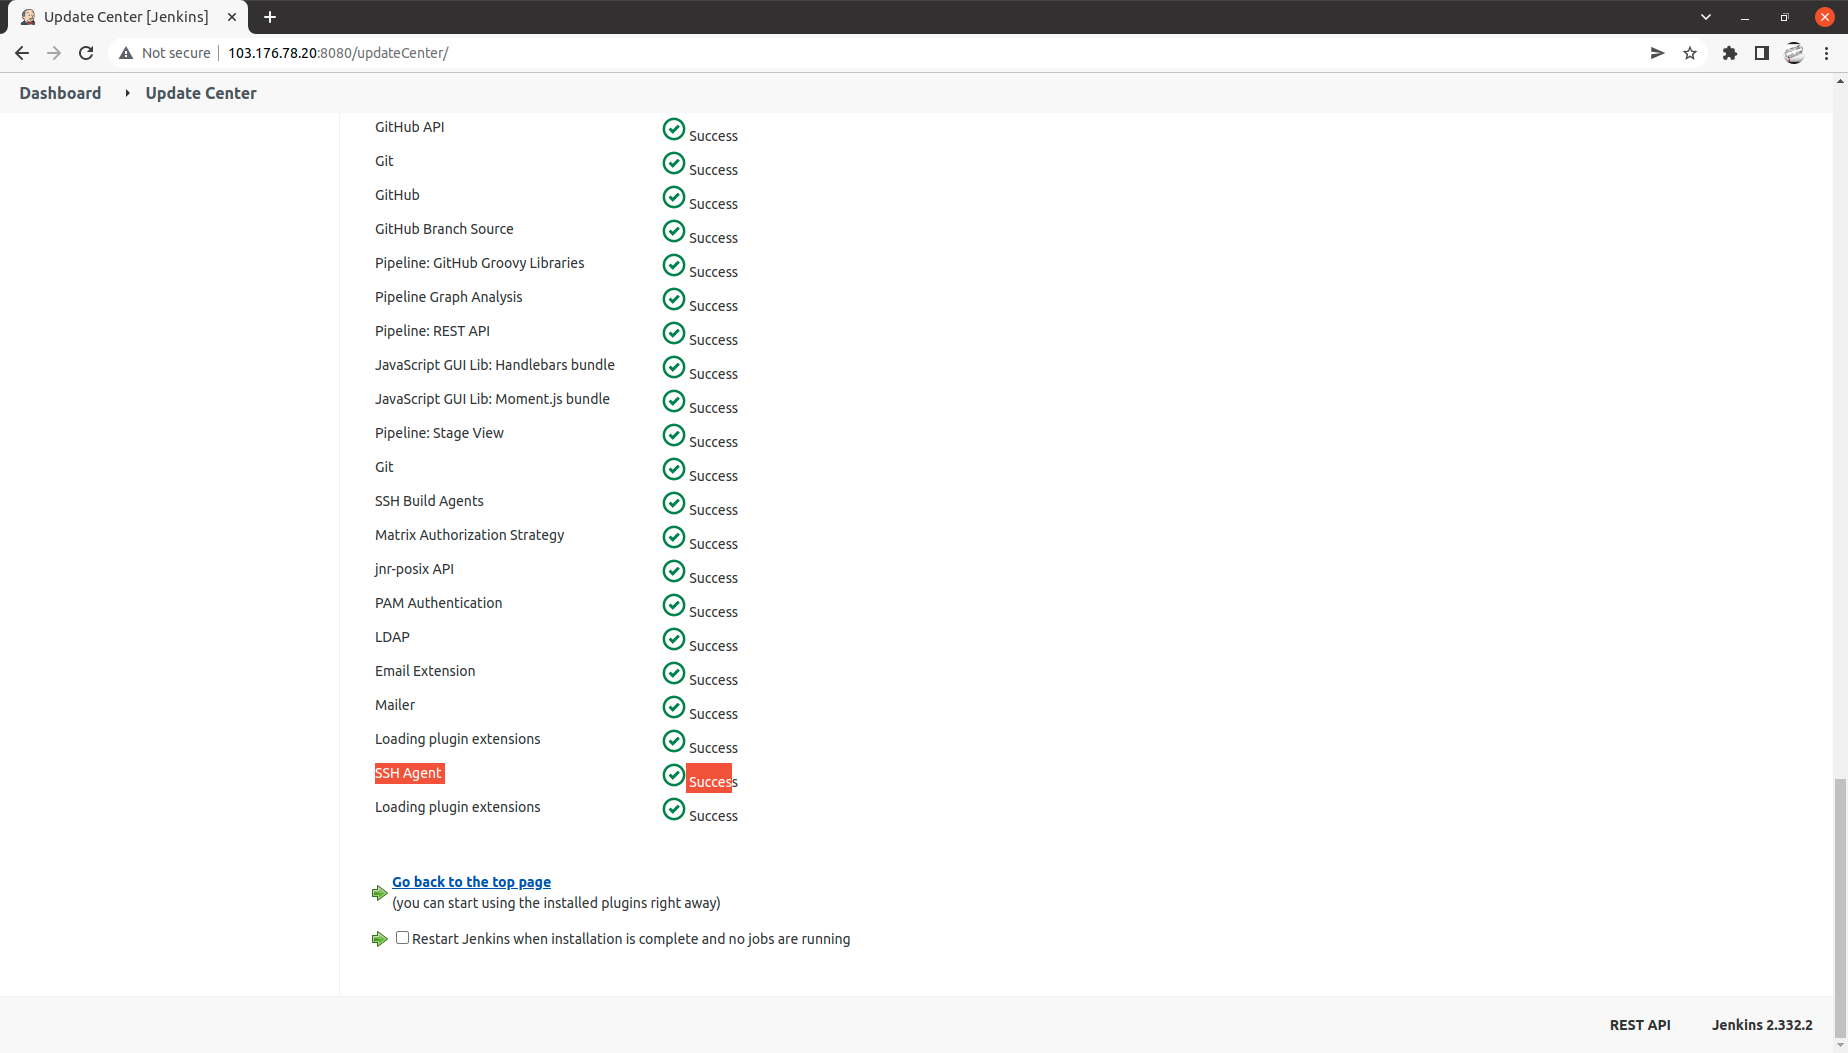 Update Center [Jenkins]
Not secure 103.176.78.20:8080/updateCenter/
Dashboard Update Center
GitHub API Success
Git Success
GitHub Success
GitHub Branch Source Success
Pipeline: GitHub Groovy Libraries Success
Pipeline Graph Analysis Success
Pipeline: REST API Success
JavaScript GUI Lib: Handlebars bundle Success
JavaScript GUI Lib: Moment.js bundle Success
Pipeline: Stage View Success
Git Success
SSH Build Agents Success
Matrix Authorization Strategy Success
jnr-posix API Success
PAM Authentication Success
LDAP Success
Email Extension Success
Mailer Success
Loading plugin extensions Success
SSH Agent Success
Loading plugin extensions Success
Go back to the top page
(you can start using the installed plugins right away)
Restart Jenkins when installation is complete and no jobs are running
REST API Jenkins 2.332.2